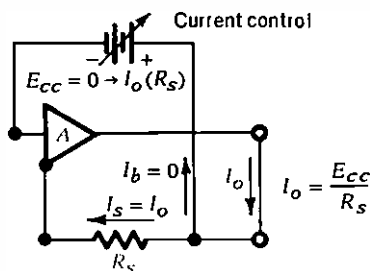 Current control
− +
E_cc = 0 → I_o(R_s)
A
I_b = 0
I_o
I_o = E_cc / R_s
I_s = I_o
R_s